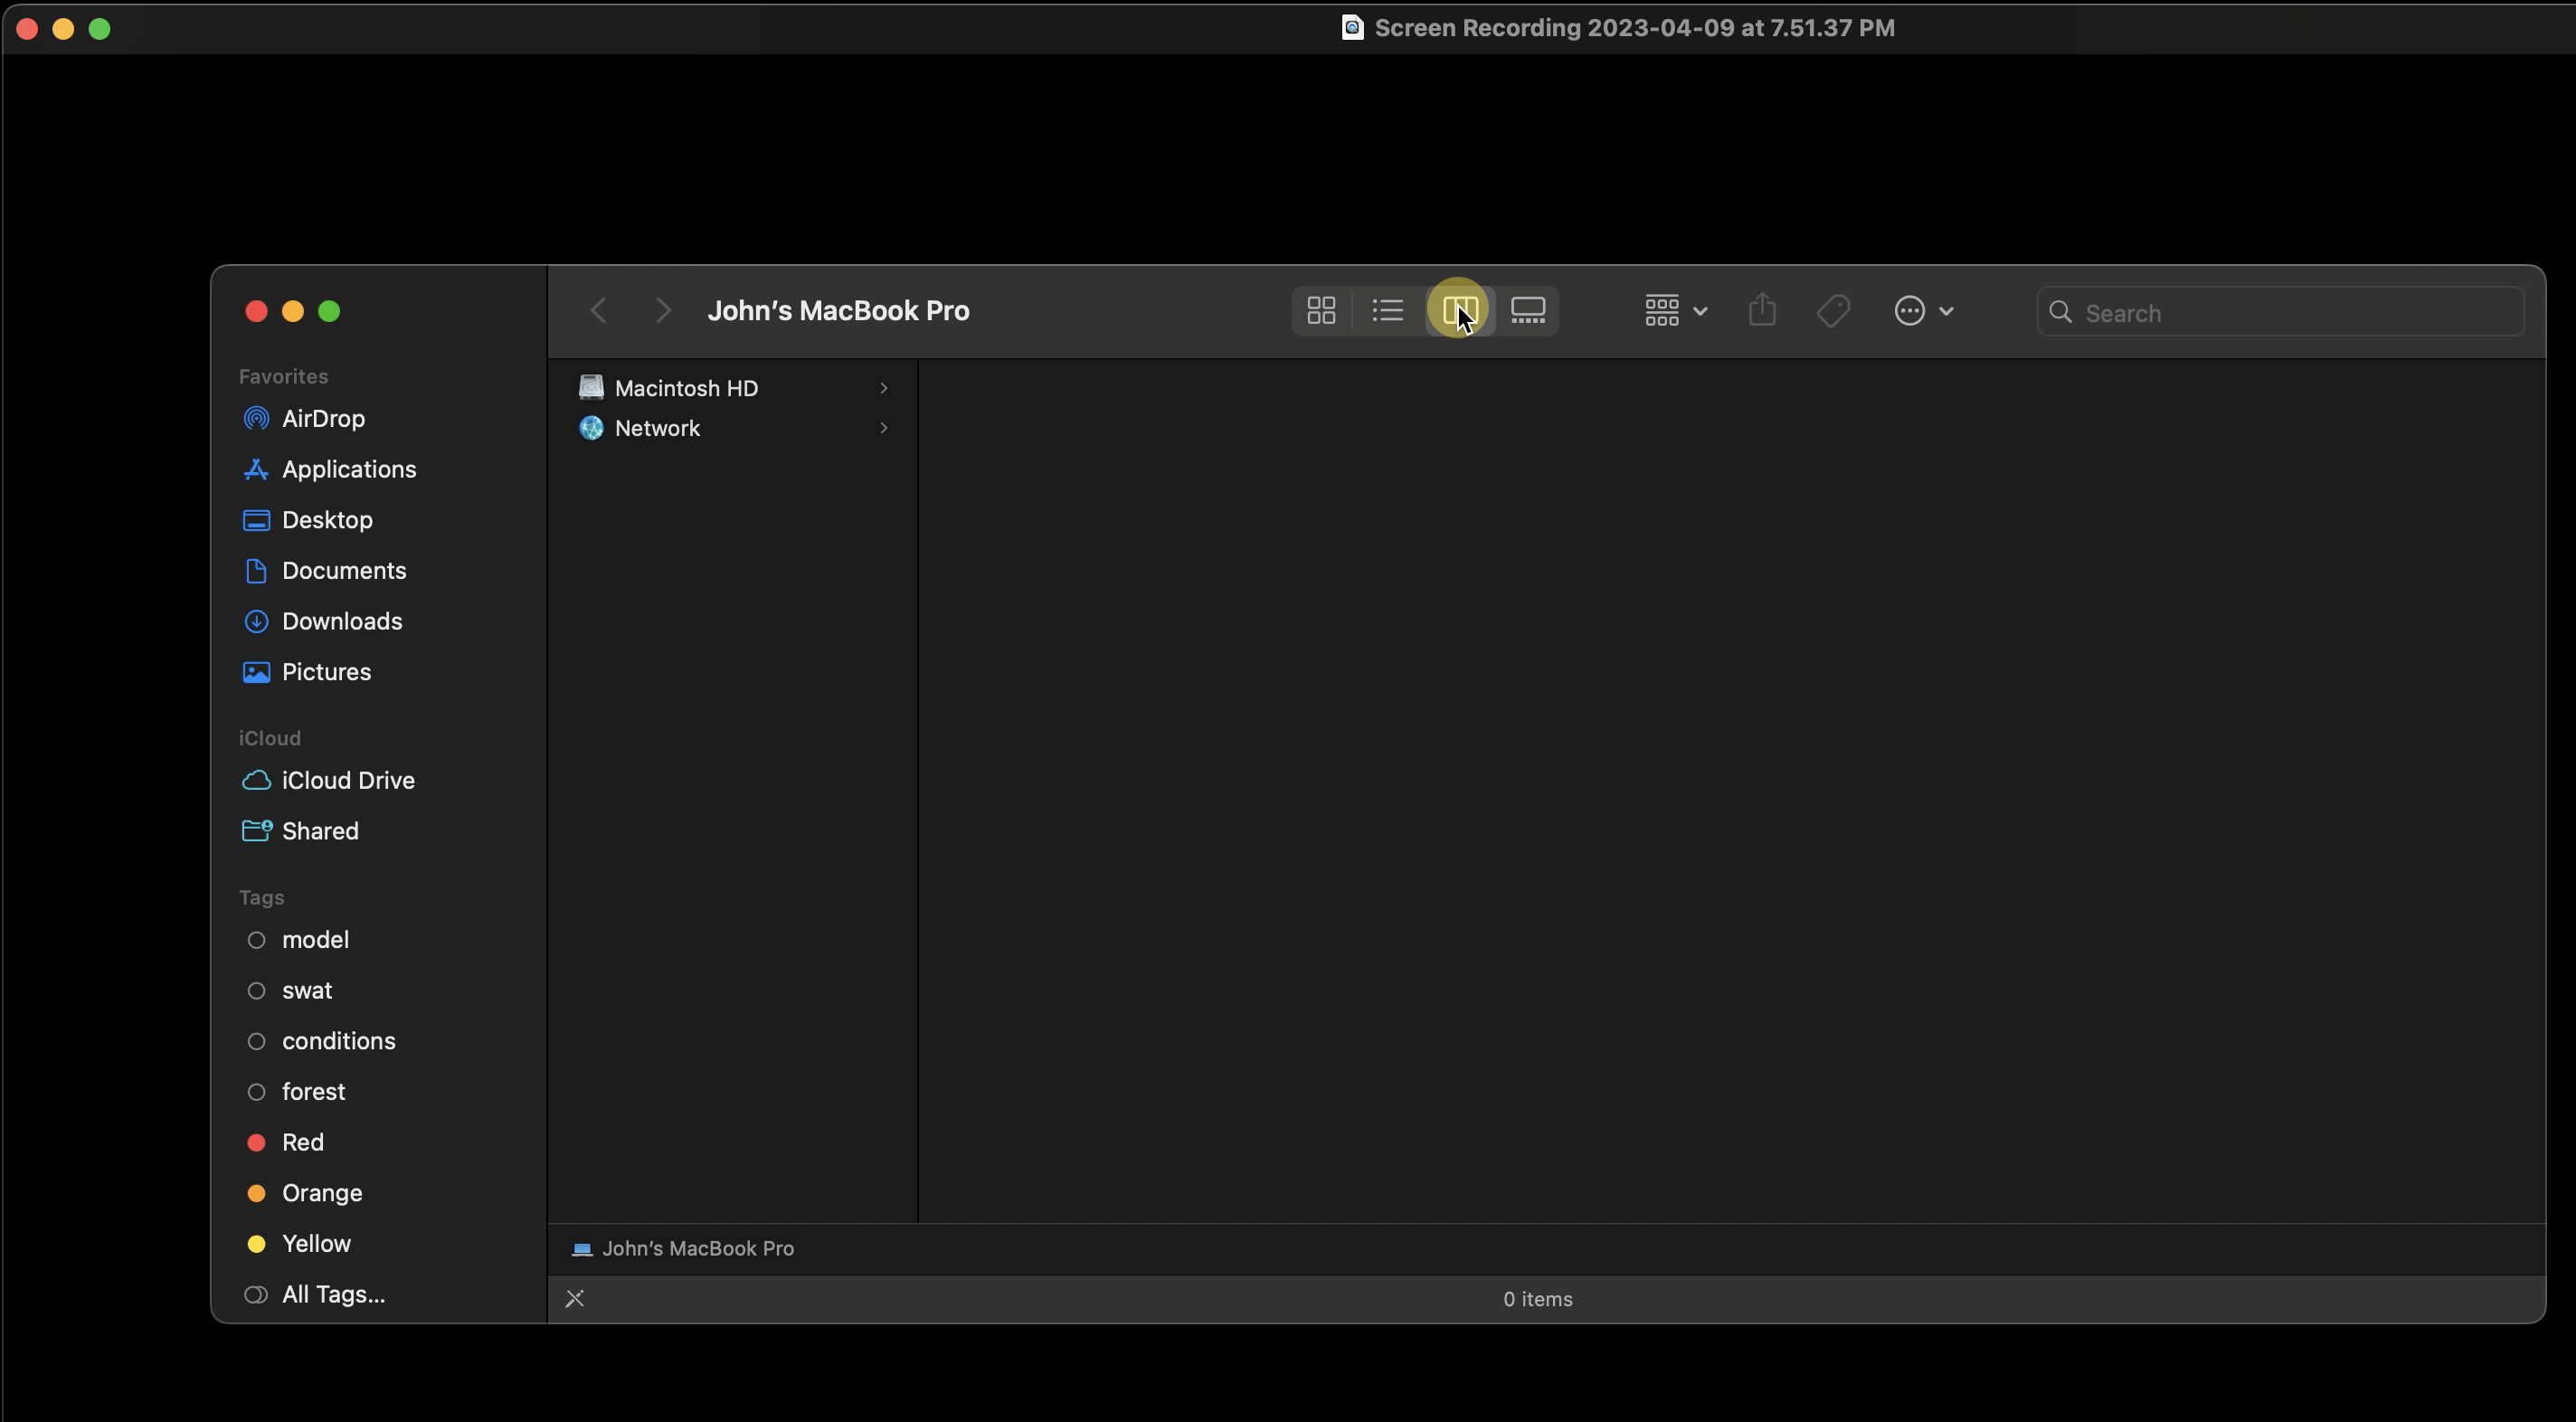 Screen Recording 2023-04-09 at 7.51.37 PM
John's MacBook Pro
Search
Favorites
AirDrop
Applications
Desktop
Documents
Downloads
Pictures
iCloud
iCloud Drive
Shared
Tags
model
swat
conditions
forest
Red
Orange
Yellow
All Tags...
Macintosh HD
Network
John's MacBook Pro
0 items